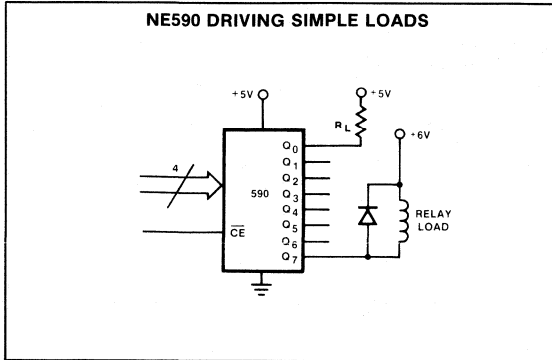 NE590 DRIVING SIMPLE LOADS
+5V
+5V
RL
+6V
4
590
CE
Q0
Q1
Q2
Q3
Q4
Q5
Q6
Q7
RELAY
LOAD